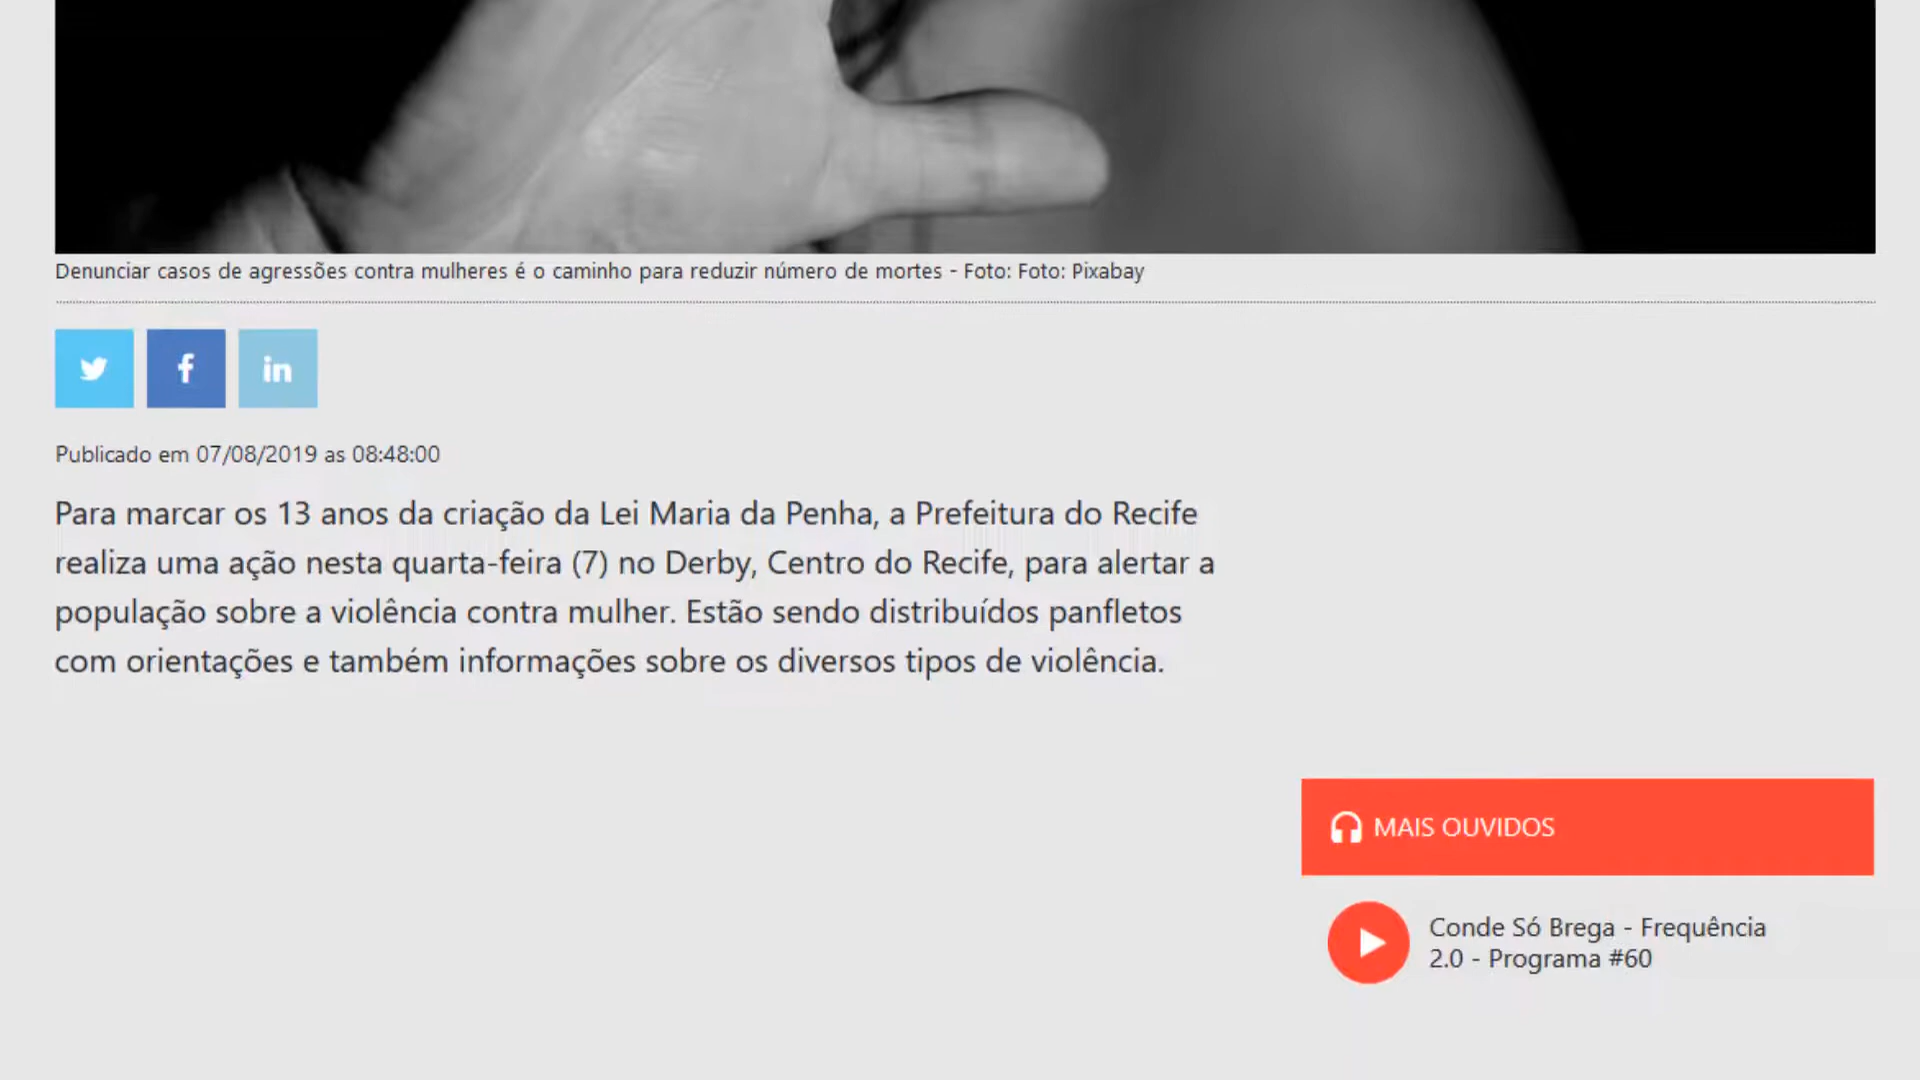 Denunciar casos de agressões contra mulheres é o caminho para reduzir número de mortes - Foto: Foto: Pixabay
f
in
Publicado em 07/08/2019 as 08:48:00
Para marcar os 13 anos da criação da Lei Maria da Penha, a Prefeitura do Recife
realiza uma ação nesta quarta-feira (7) no Derby, Centro do Recife, para alertar a
população sobre a violência contra mulher. Estão sendo distribuídos panfletos
com orientações e também informações sobre os diversos tipos de violência.
MAIS OUVIDOS
Conde Só Brega - Frequência
2.0 - Programa #60